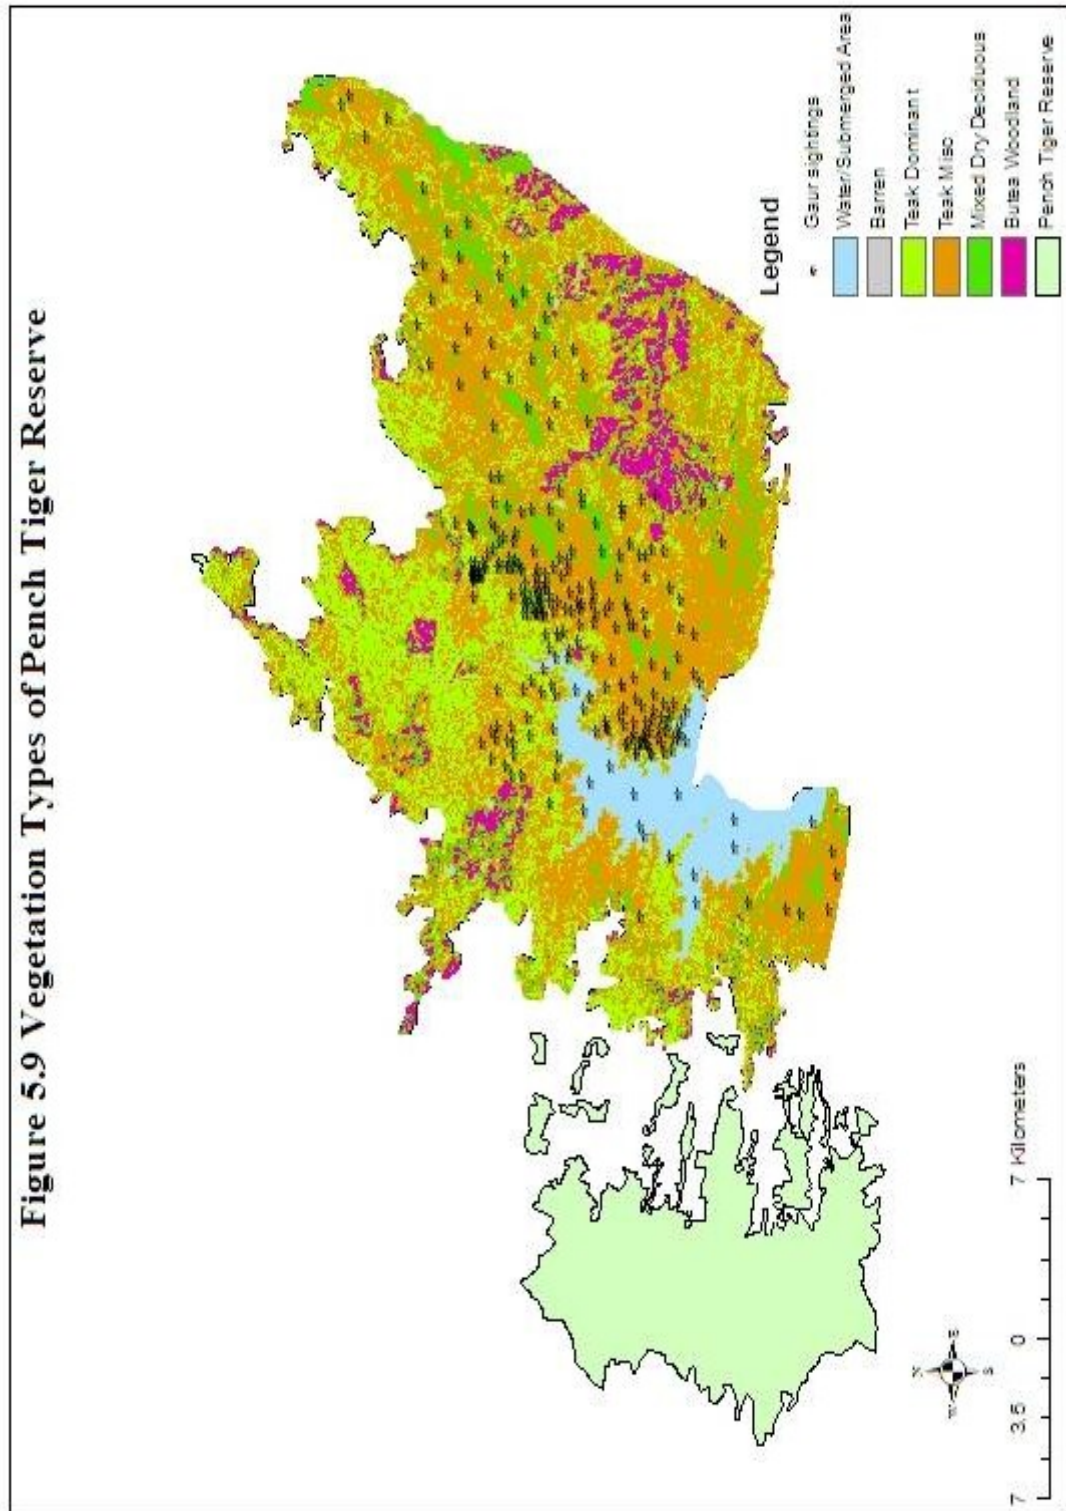 Figure 5.9 Vegetation Types of Pench Tiger Reserve
Legend
Gaur sightings
Water/Submerged Area
Barren
Teak Dominant
Teak Misc
Mixed Dry Deciduous
Butea Woodland
Pench Tiger Reserve
N
W E
S
7 3.5 0 7 Kilometers